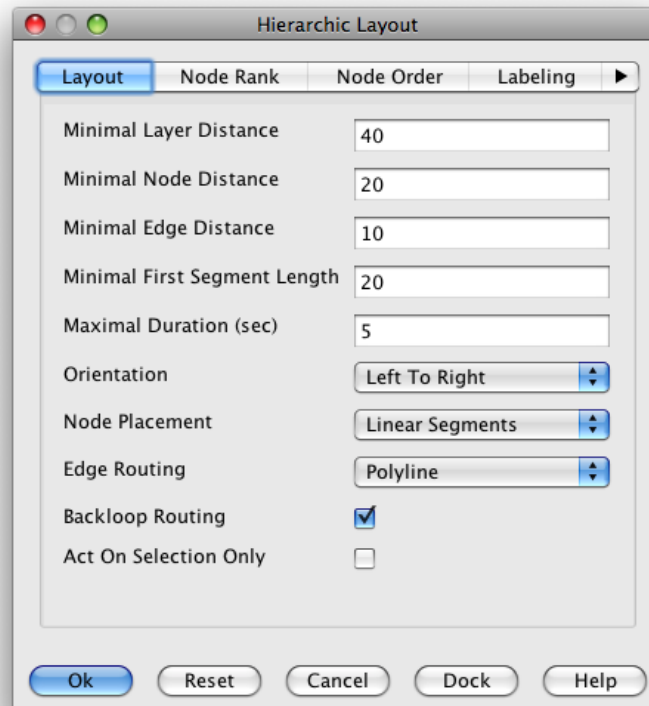 Hierarchic Layout
Layout Node Rank Node Order Labeling
Minimal Layer Distance 40
Minimal Node Distance 20
Minimal Edge Distance 10
Minimal First Segment Length 20
Maximal Duration (sec) 5
Orientation Left To Right
Node Placement Linear Segments
Edge Routing Polyline
Backloop Routing
Act On Selection Only
Ok Reset Cancel Dock Help